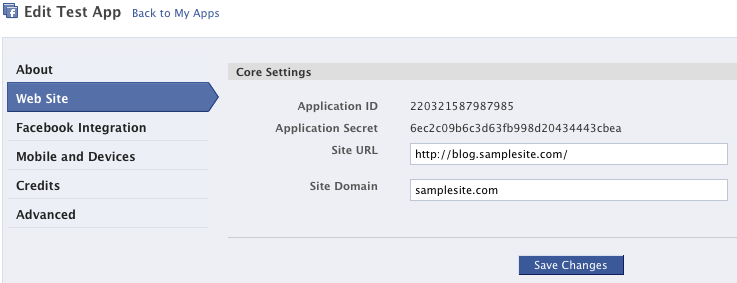 Edit Test App Back to My Apps
About
Web Site
Facebook Integration
Mobile and Devices
Credits
Advanced
Core Settings
Application ID 220321587987985
Application Secret 6ec2c09b6c3d63fb998d20434443cbea
Site URL http://blog.samplesite.com/
Site Domain samplesite.com
Save Changes